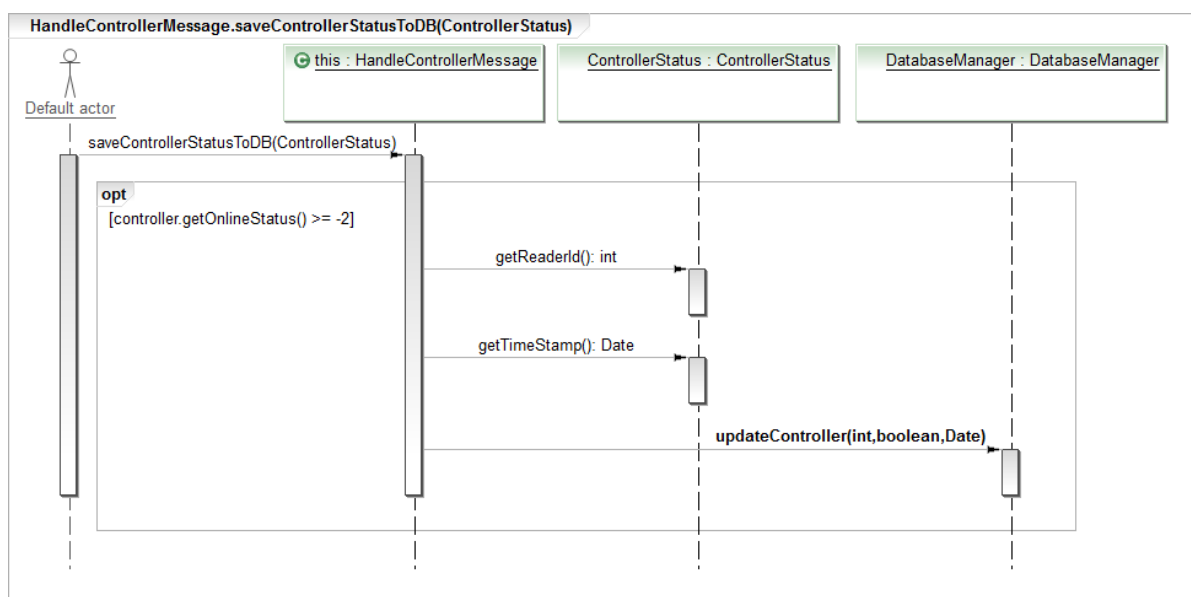 HandleControllerMessage.saveControllerStatusToDB(ControllerStatus)
Default actor
C this : HandleControllerMessage
ControllerStatus : ControllerStatus
DatabaseManager : DatabaseManager
saveControllerStatusToDB(ControllerStatus)
opt
[controller.getOnlineStatus() >= -2]
getReaderId(): int
getTimeStamp(): Date
updateController(int,boolean,Date)